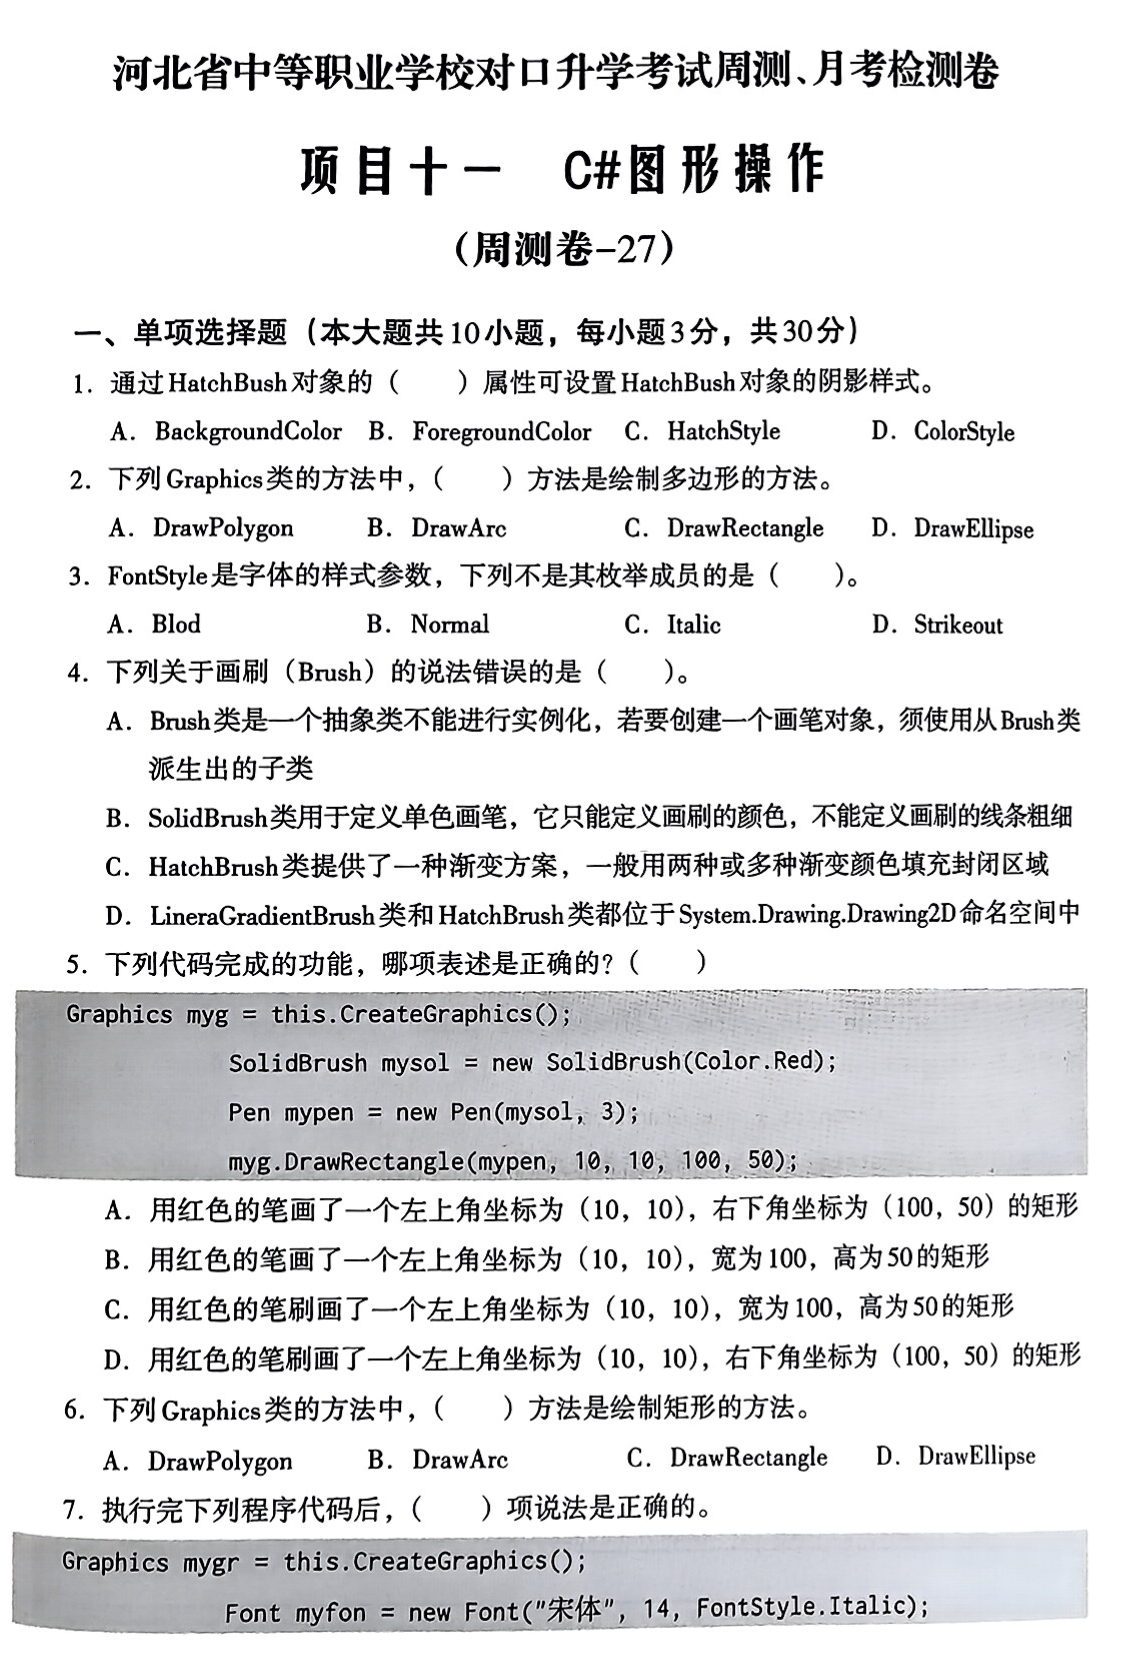 河北省中等职业学校对口升学考试周测、月考检测卷
项目十一 C#图形操作
（周测卷-27）
一、单项选择题（本大题共10小题，每小题3分，共30分）
1. 通过HatchBush对象的（ ）属性可设置HatchBush对象的阴影样式。
A. BackgroundColor B. ForegroundColor C. HatchStyle D. ColorStyle
2. 下列Graphics类的方法中，（ ）方法是绘制多边形的方法。
A. DrawPolygon B. DrawArc C. DrawRectangle D. DrawEllipse
3. FontStyle是字体的样式参数，下列不是其枚举成员的是（ ）。
A. Blod B. Normal C. Italic D. Strikeout
4. 下列关于画刷（Brush）的说法错误的是（ ）。
A. Brush类是一个抽象类不能进行实例化，若要创建一个画笔对象，须使用从Brush类
派生出的子类
B. SolidBrush类用于定义单色画笔，它只能定义画刷的颜色，不能定义画刷的线条粗细
C. HatchBrush类提供了一种渐变方案，一般用两种或多种渐变颜色填充封闭区域
D. LineraGradientBrush类和HatchBrush类都位于System.Drawing.Drawing2D命名空间中
5. 下列代码完成的功能，哪项表述是正确的?（ ）
Graphics myg = this.CreateGraphics();
SolidBrush mysol = new SolidBrush(Color.Red);
Pen mypen = new Pen(mysol, 3);
myg.DrawRectangle(mypen, 10, 10, 100, 50);
A. 用红色的笔画了一个左上角坐标为（10，10），右下角坐标为（100，50）的矩形
B. 用红色的笔画了一个左上角坐标为（10，10），宽为100，高为50的矩形
C. 用红色的笔刷画了一个左上角坐标为（10，10），宽为100，高为50的矩形
D. 用红色的笔刷画了一个左上角坐标为（10，10），右下角坐标为（100，50）的矩形
6. 下列Graphics类的方法中，（ ）方法是绘制矩形的方法。
A. DrawPolygon B. DrawArc C. DrawRectangle D. DrawEllipse
7. 执行完下列程序代码后，（ ）项说法是正确的。
Graphics mygr = this.CreateGraphics();
Font myfon = new Font("宋体", 14, FontStyle.Italic);